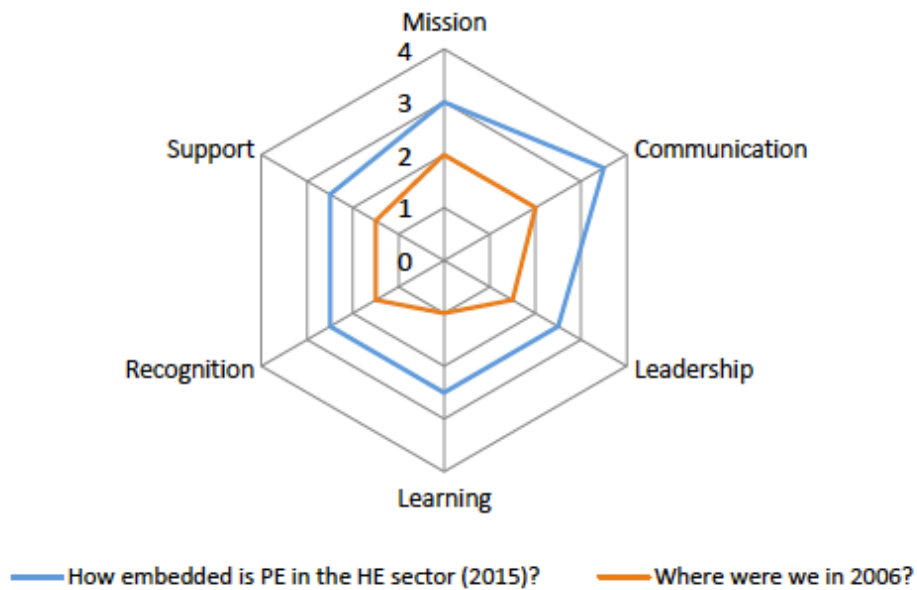 Mission
4
3
Support
Communication
2
1
0
Recognition
Leadership
Learning
How embedded is PE in the HE sector (2015)?
Where were we in 2006?